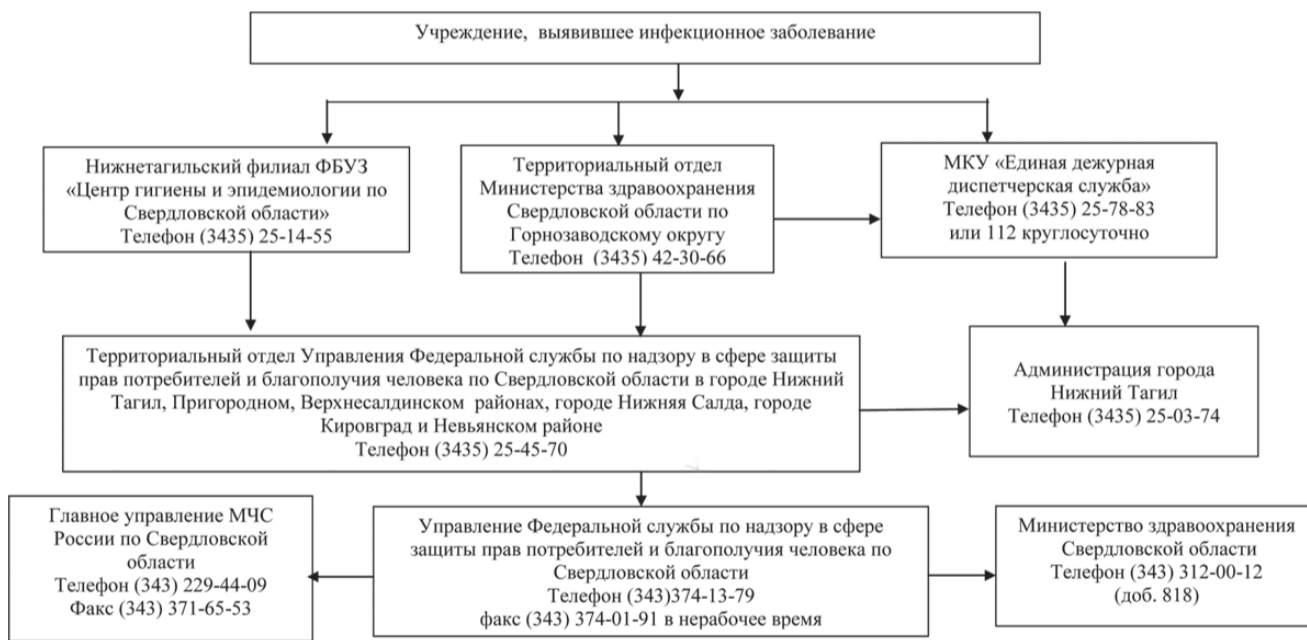 Учреждение, выявившее инфекционное заболевание
Нижнетагильский филиал ФБУЗ
«Центр гигиены и эпидемиологии по
Свердловской области»
Телефон (3435) 25-14-55
Территориальный отдел
Министерства здравоохранения
Свердловской области по
Горнозаводскому округу
Телефон (3435) 42-30-66
МКУ «Единая дежурная
диспетчерская служба»
Телефон (3435) 25-78-83
или 112 круглосуточно
Территориальный отдел Управления Федеральной службы по надзору в сфере защиты
прав потребителей и благополучия человека по Свердловской области в городе Нижний
Тагил, Пригородном, Верхнесалдинском районах, городе Нижняя Салда, городе
Кировград и Невьянском районе
Телефон (3435) 25-45-70
Администрация города
Нижний Тагил
Телефон (3435) 25-03-74
Главное управление МЧС
России по Свердловской
области
Телефон (343) 229-44-09
Факс (343) 371-65-53
Управление Федеральной службы по надзору в сфере
защиты прав потребителей и благополучия человека по
Свердловской области
Телефон (343)374-13-79
факс (343) 374-01-91 в нерабочее время
Министерство здравоохранения
Свердловской области
Телефон (343) 312-00-12
(доб. 818)